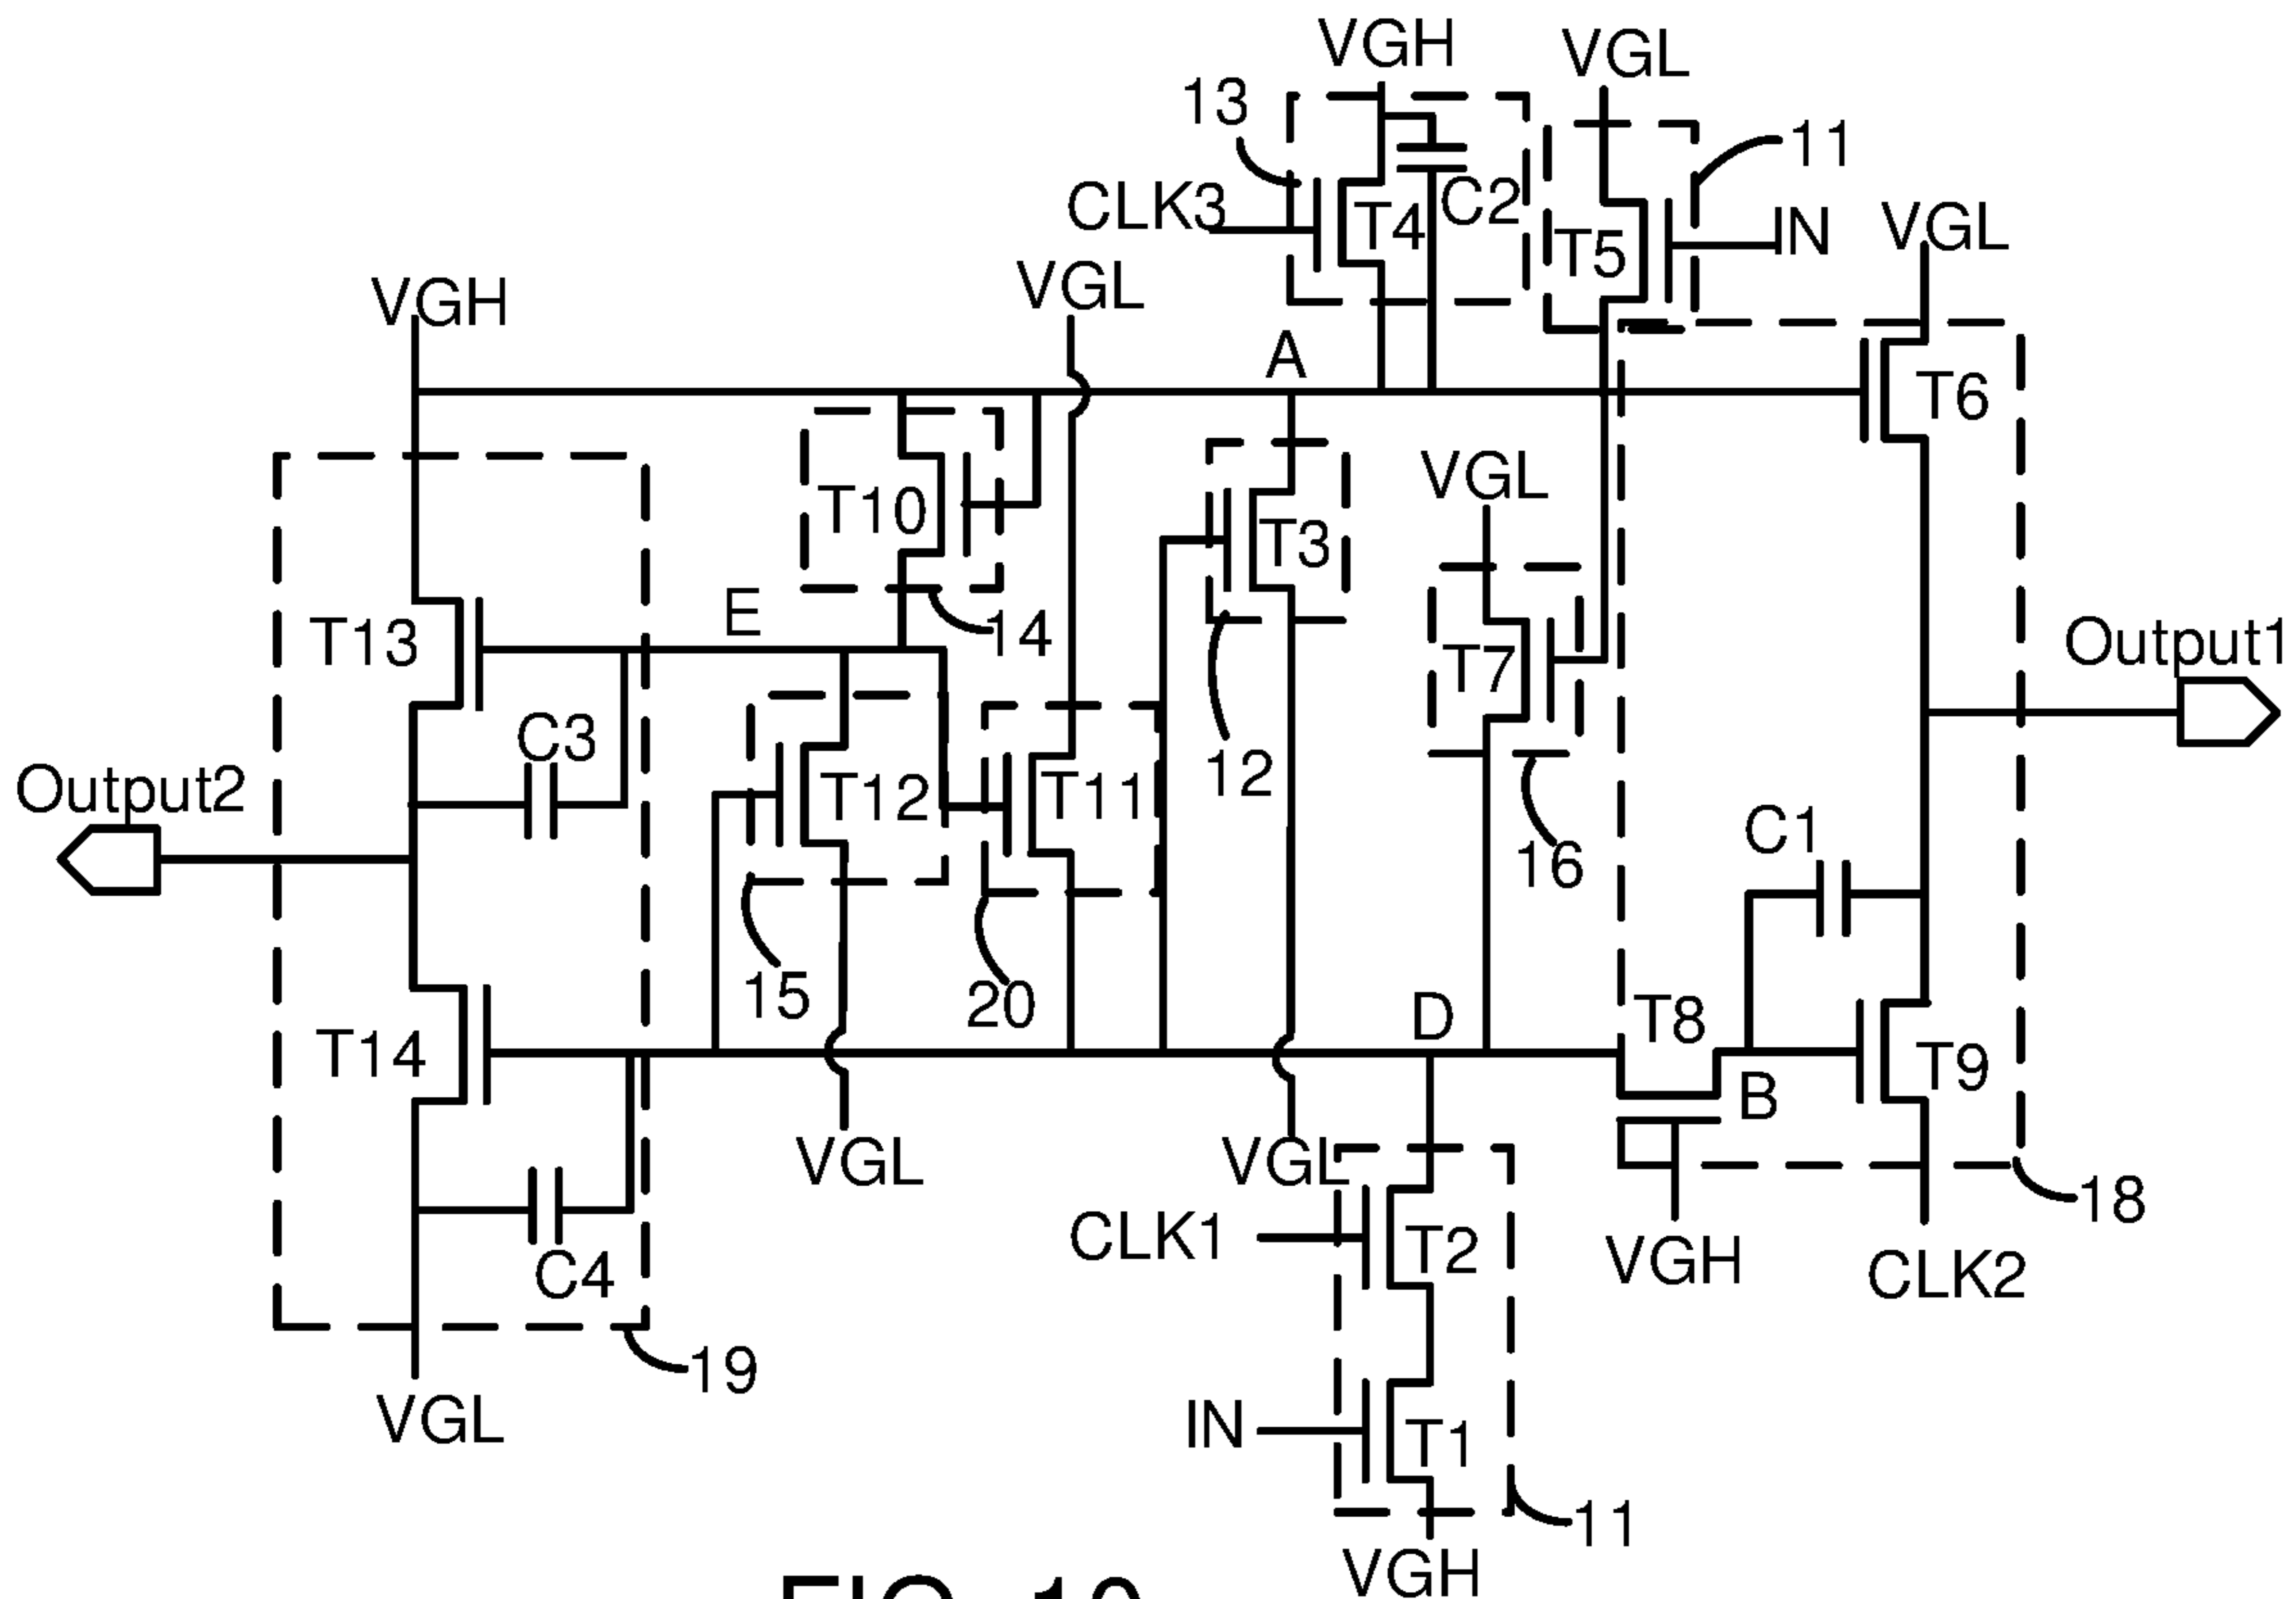 VGH
VGL
13
11
CLK3
T4
C2
T5
IN
VGL
VGL
VGH
A
T6
T10
T3
VGL
E
14
T13
T7
Output1
C3
12
Output2
T12
T11
C1
16
15
20
D
T8
T14
T9
B
VGL
VGL
18
CLK1
T2
VGH
CLK2
C4
19
VGL
IN
T1
11
VGH